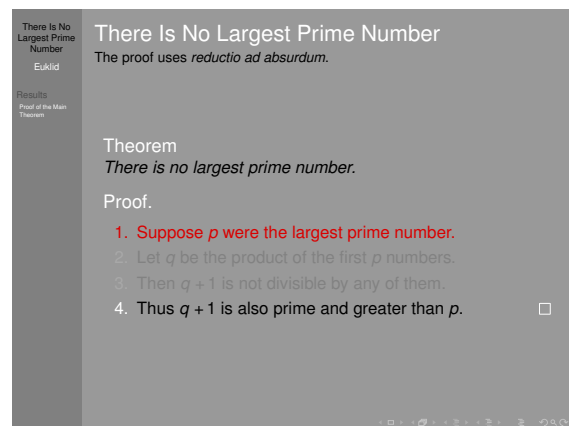 There Is No
Largest Prime
Number
Euklid
Results
Proof of the Main
Theorem
There Is No Largest Prime Number
The proof uses reductio ad absurdum.
Theorem
There is no largest prime number.
Proof.
1. Suppose p were the largest prime number.
2. Let q be the product of the first p numbers.
3. Then q + 1 is not divisible by any of them.
4. Thus q + 1 is also prime and greater than p.